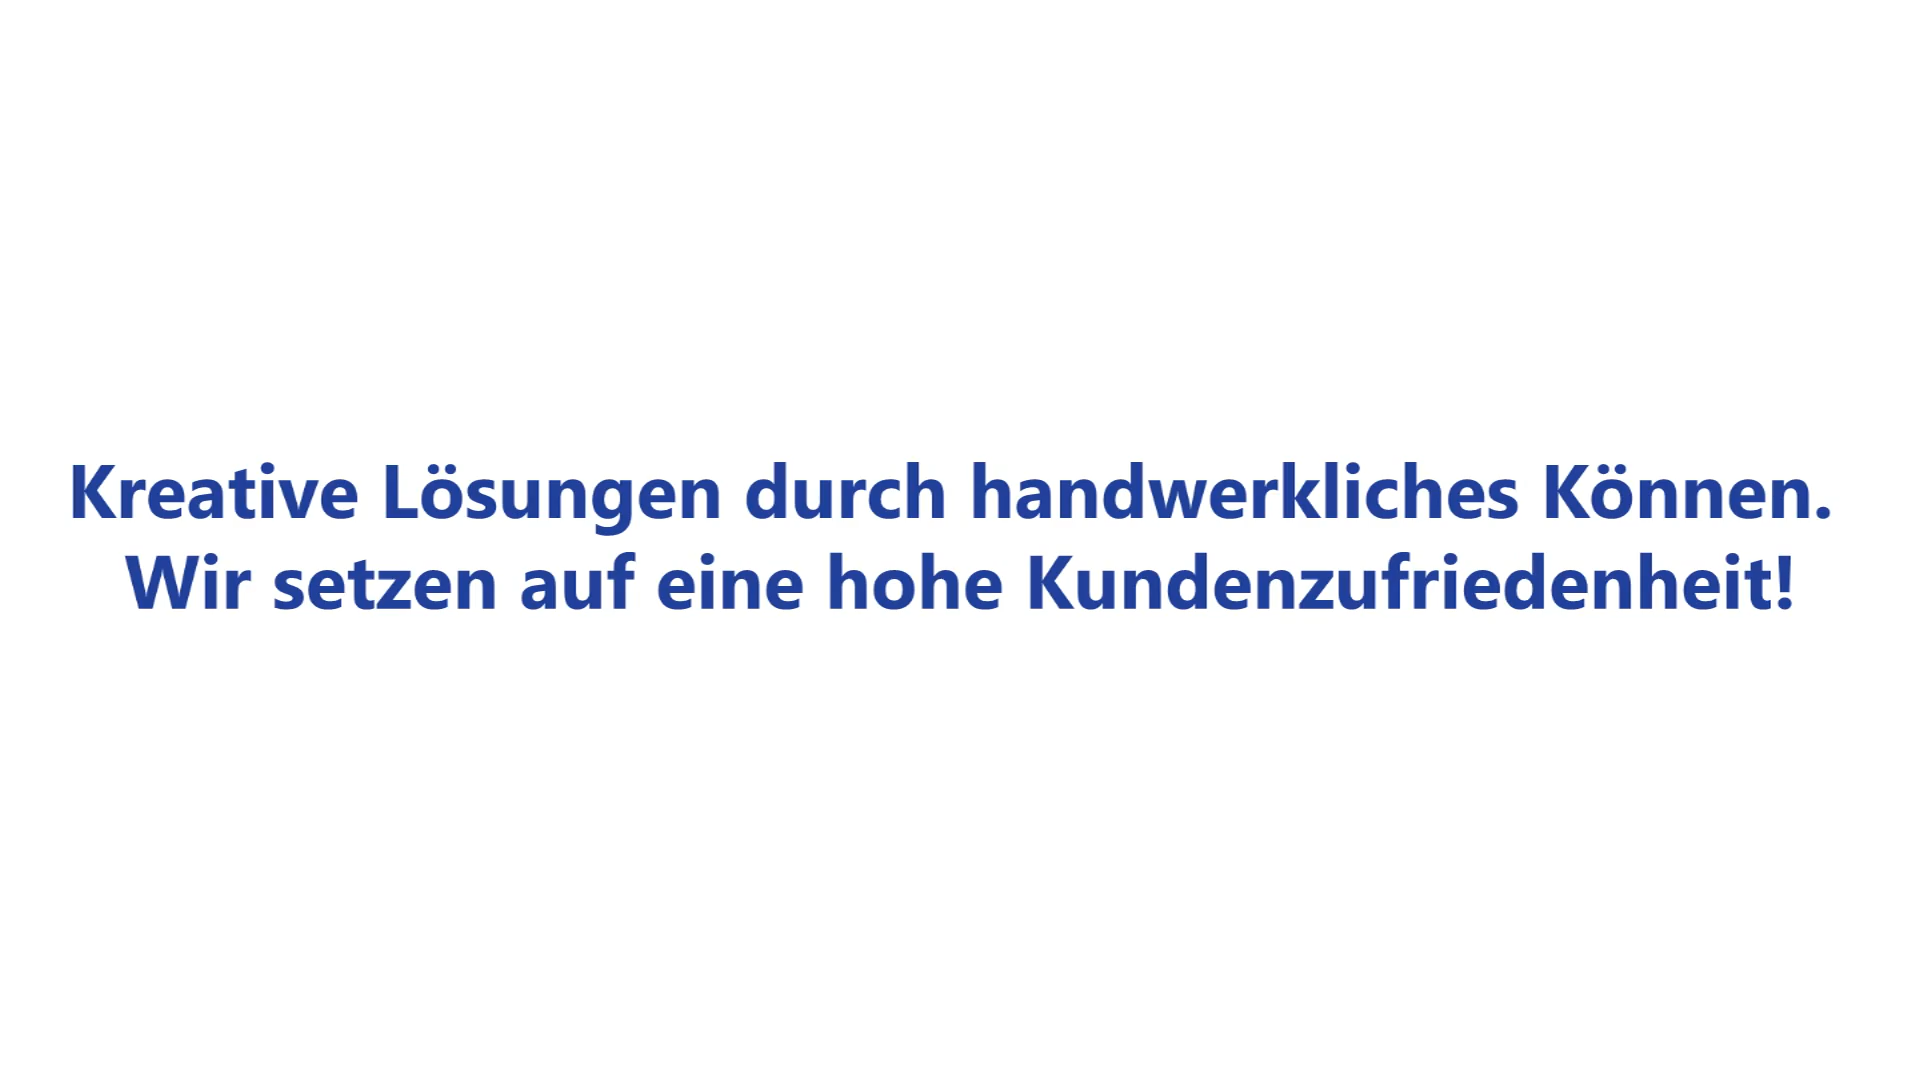 Kreative Lösungen durch handwerkliches Können.
Wir setzen auf eine hohe Kundenzufriedenheit!